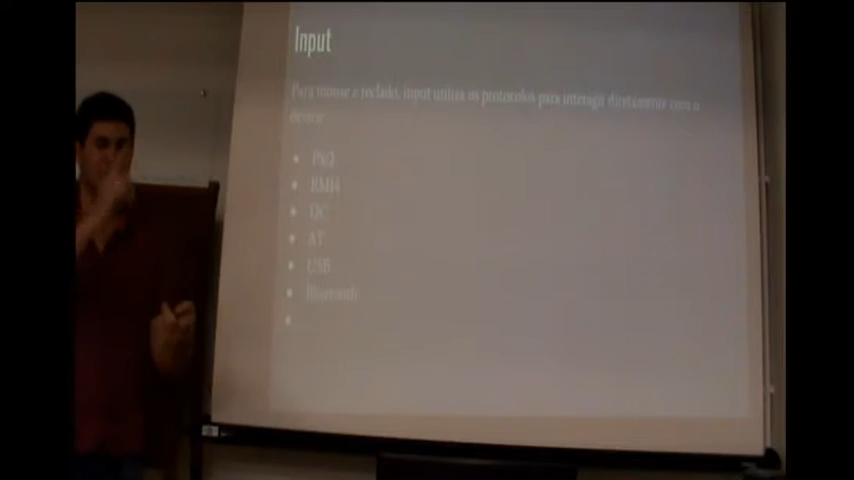 Input
Para mouse e teclado, input utiliza os protocolos para interagir diretamente com o
device
PS/2
RMI4
I2C
AT
USB
Bluetooth